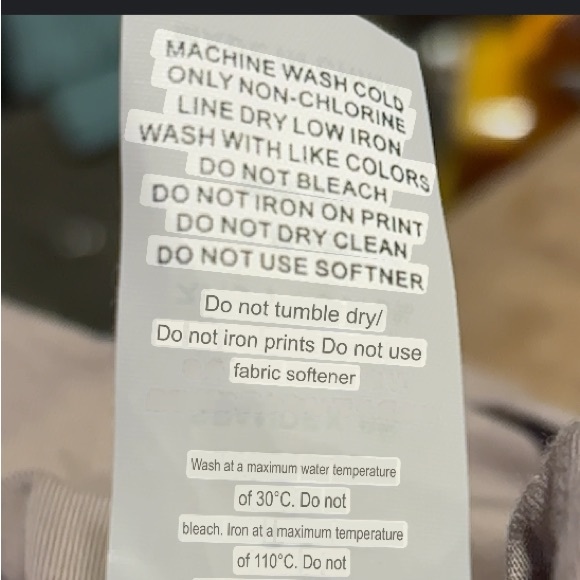 MACHINE WASH COLD
ONLY NON-CHLORINE
LINE DRY LOW IRON
WASH WITH LIKE COLORS
DO NOT BLEACH
DO NOT IRON ON PRINT
DO NOT DRY CLEAN
DO NOT USE SOFTNER
Do not tumble dry/
Do not iron prints Do not use
fabric softener
Wash at a maximum water temperature
of 30°C. Do not
bleach. Iron at a maximum temperature
of 110°C. Do not